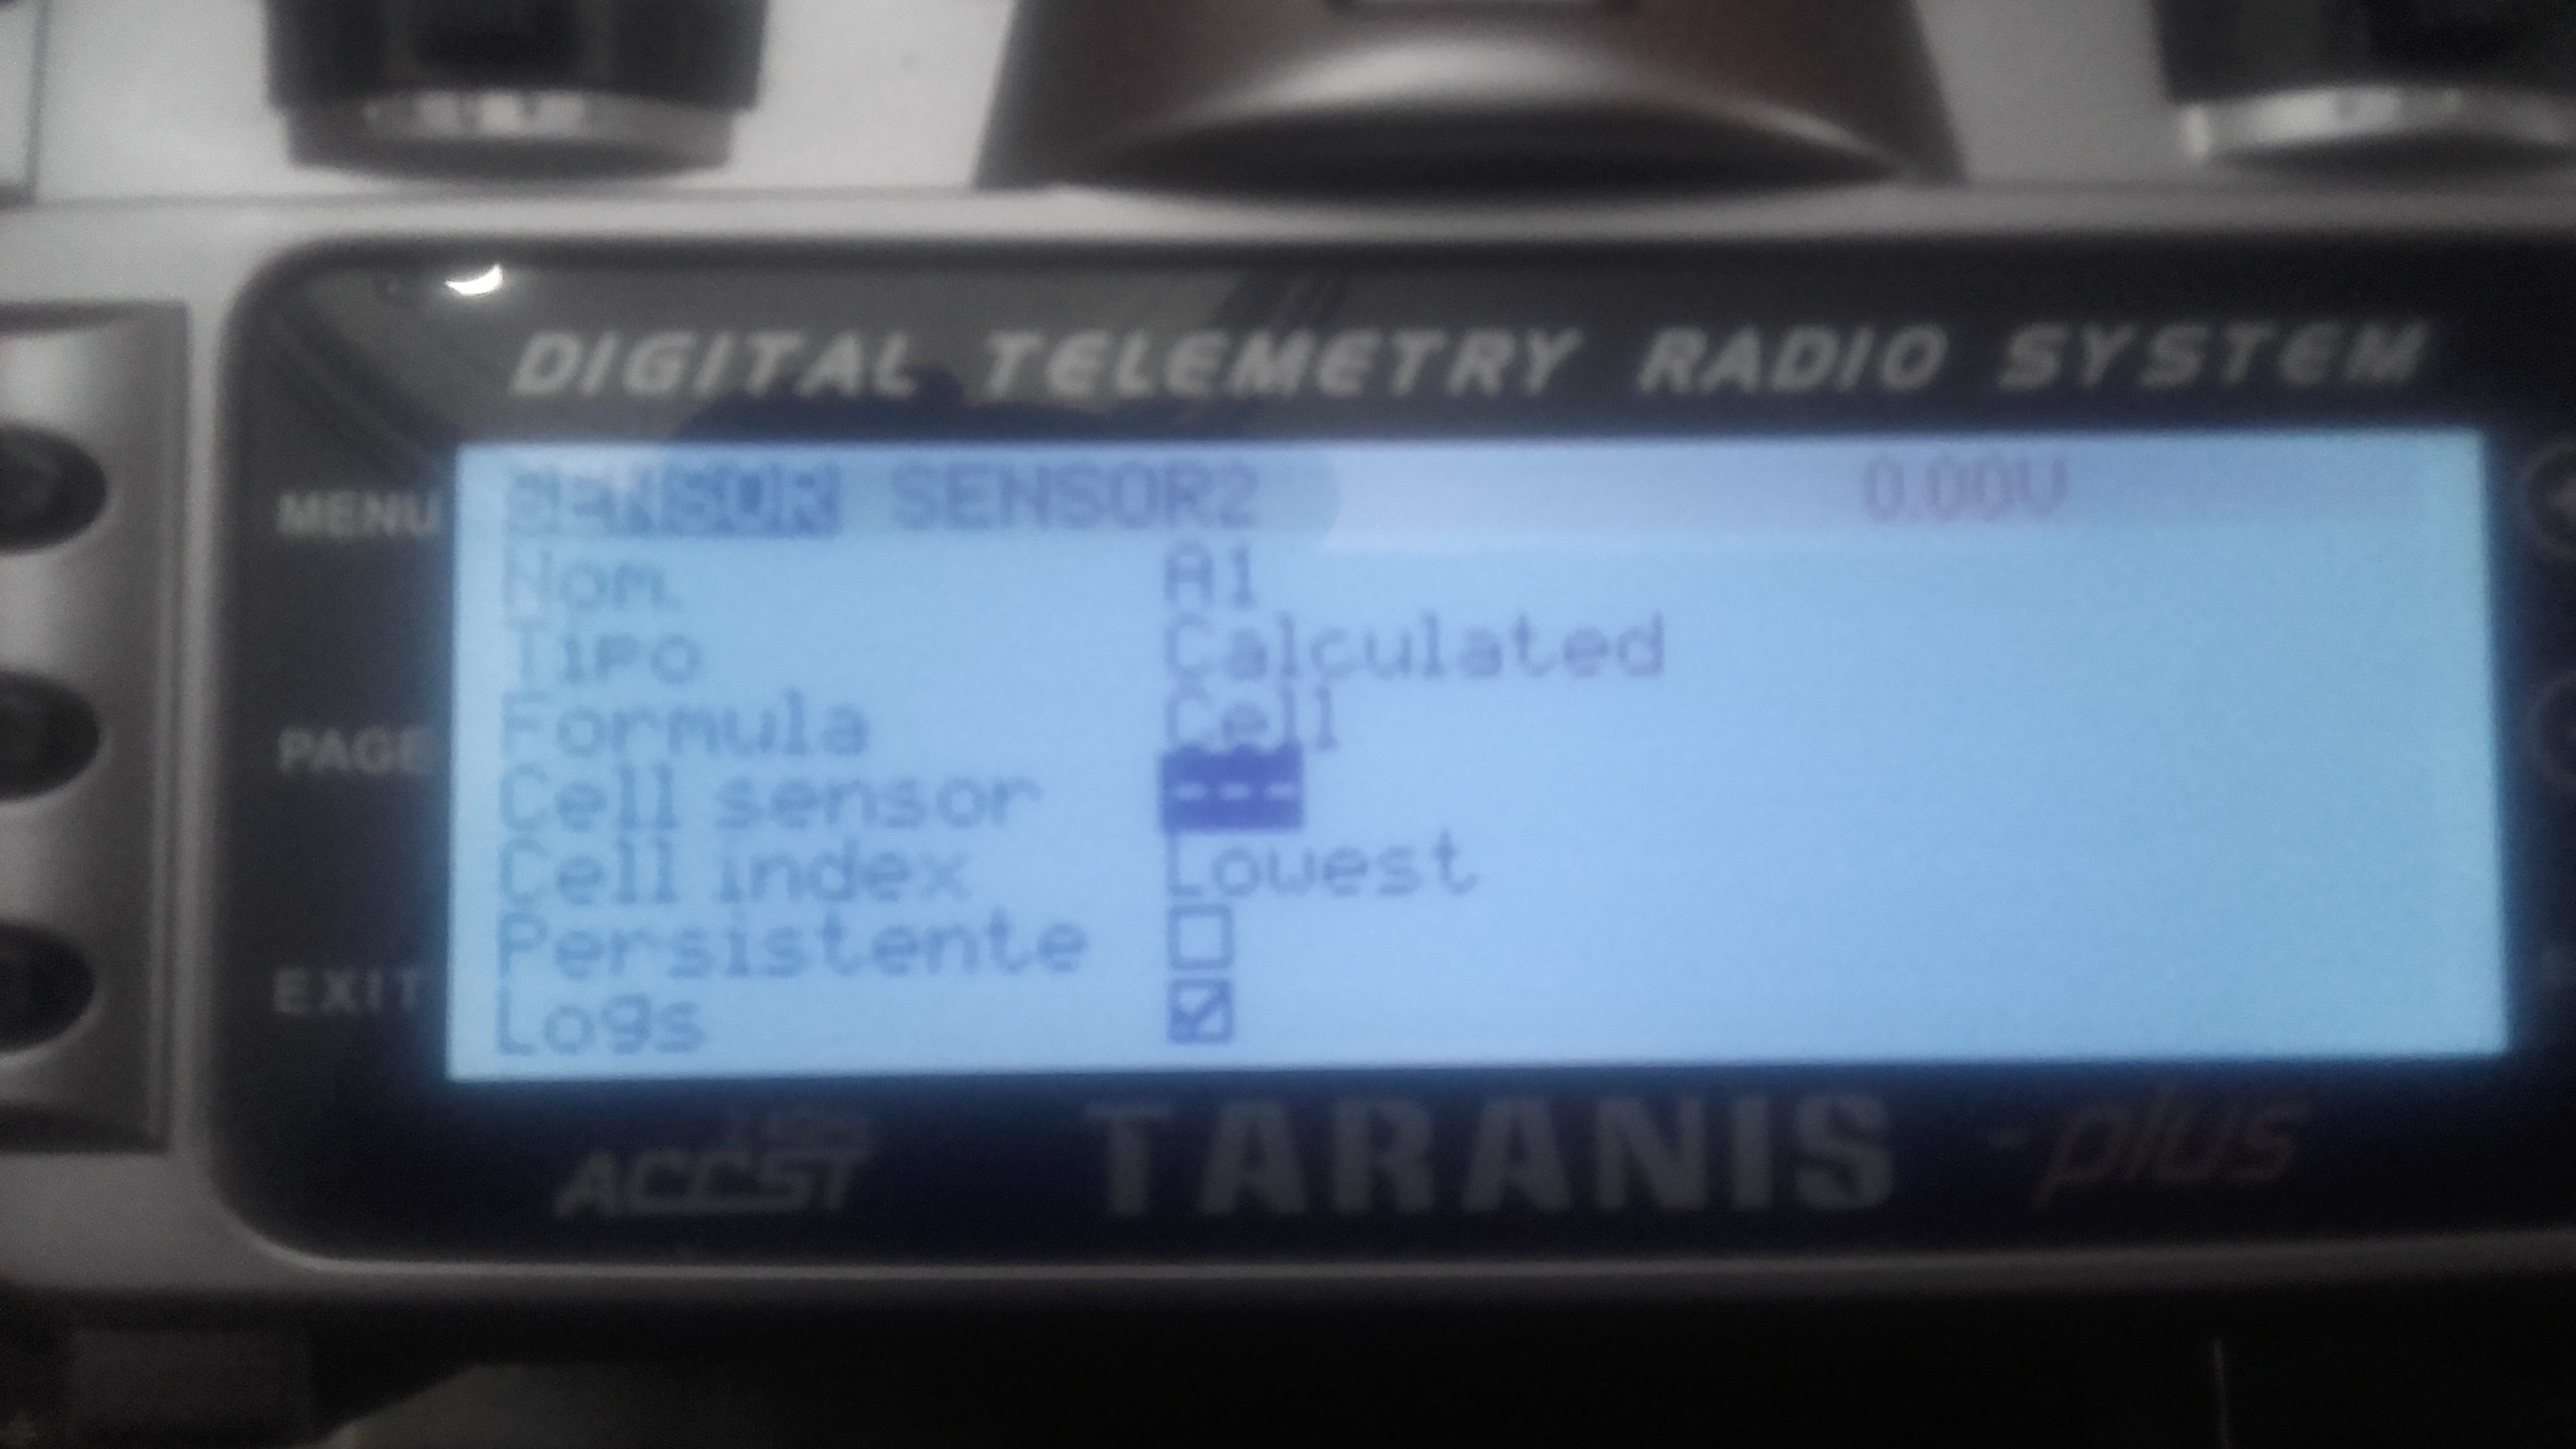 DIGITAL TELEMETRY RADIO SYSTEM
SENSOR SENSOR2 0.00V
MENU
Nom. A1
Tipo Calculated
Formula Cell
PAGE
Cell sensor ---
Cell index Lowest
Persistente
EXIT
Logs
ACCST TARANIS -plus